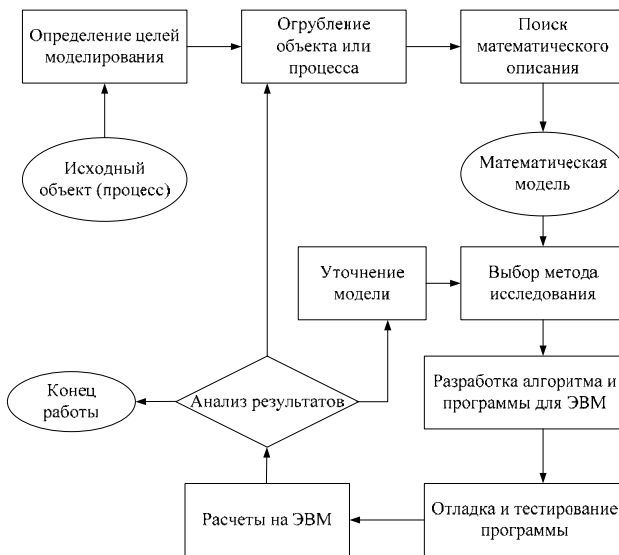 Определение целей
моделирования
Огрубление
объекта или
процесса
Поиск
математического
описания
Исходный
объект (процесс)
Математическая
модель
Уточнение
модели
Выбор метода
исследования
Конец
работы
Анализ результатов
Разработка алгоритма и
программы для ЭВМ
Расчеты на ЭВМ
Отладка и тестирование
программы